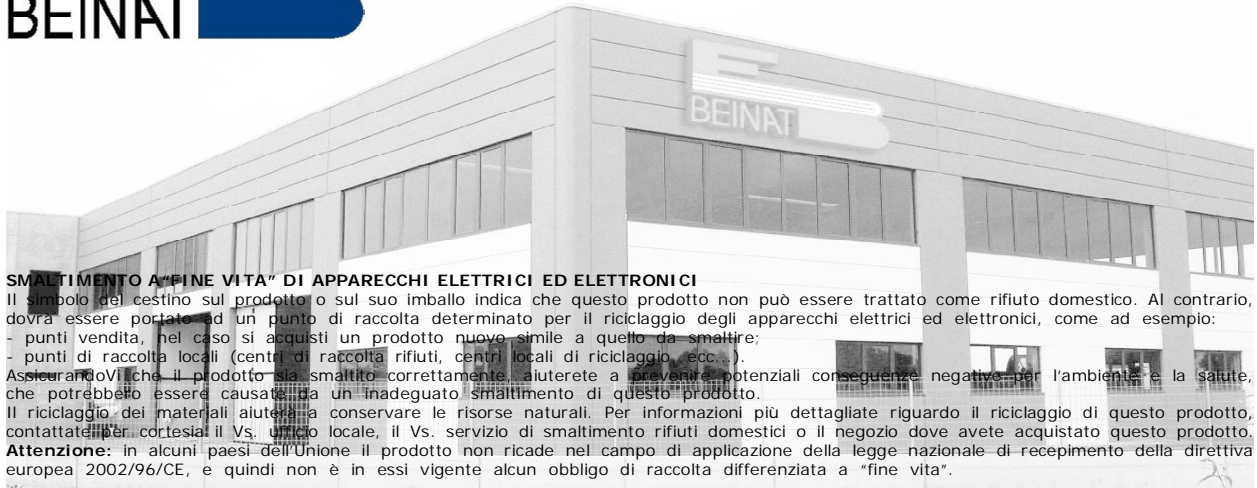 BEINAT
BEINAT
SMALTIMENTO A“FINE VITA” DI APPARECCHI ELETTRICI ED ELETTRONICI
Il simbolo del cestino sul prodotto o sul suo imballo indica che questo prodotto non può essere trattato come rifiuto domestico. Al contrario,
dovrà essere portato ad un punto di raccolta determinato per il riciclaggio degli apparecchi elettrici ed elettronici, come ad esempio:
- punti vendita, nel caso si acquisti un prodotto nuovo simile a quello da smaltire;
- punti di raccolta locali (centri di raccolta rifiuti, centri locali di riciclaggio, ecc...).
AssicurandoVi che il prodotto sia smaltito correttamente, aiuterete a prevenire potenziali conseguenze negative per l’ambiente e la salute,
che potrebbero essere causate da un inadeguato smaltimento di questo prodotto.
Il riciclaggio dei materiali aiuterà a conservare le risorse naturali. Per informazioni più dettagliate riguardo il riciclaggio di questo prodotto,
contattate per cortesia il Vs. ufficio locale, il Vs. servizio di smaltimento rifiuti domestici o il negozio dove avete acquistato questo prodotto.
Attenzione: in alcuni paesi dell’Unione il prodotto non ricade nel campo di applicazione della legge nazionale di recepimento della direttiva
europea 2002/96/CE, e quindi non è in essi vigente alcun obbligo di raccolta differenziata a “fine vita”.